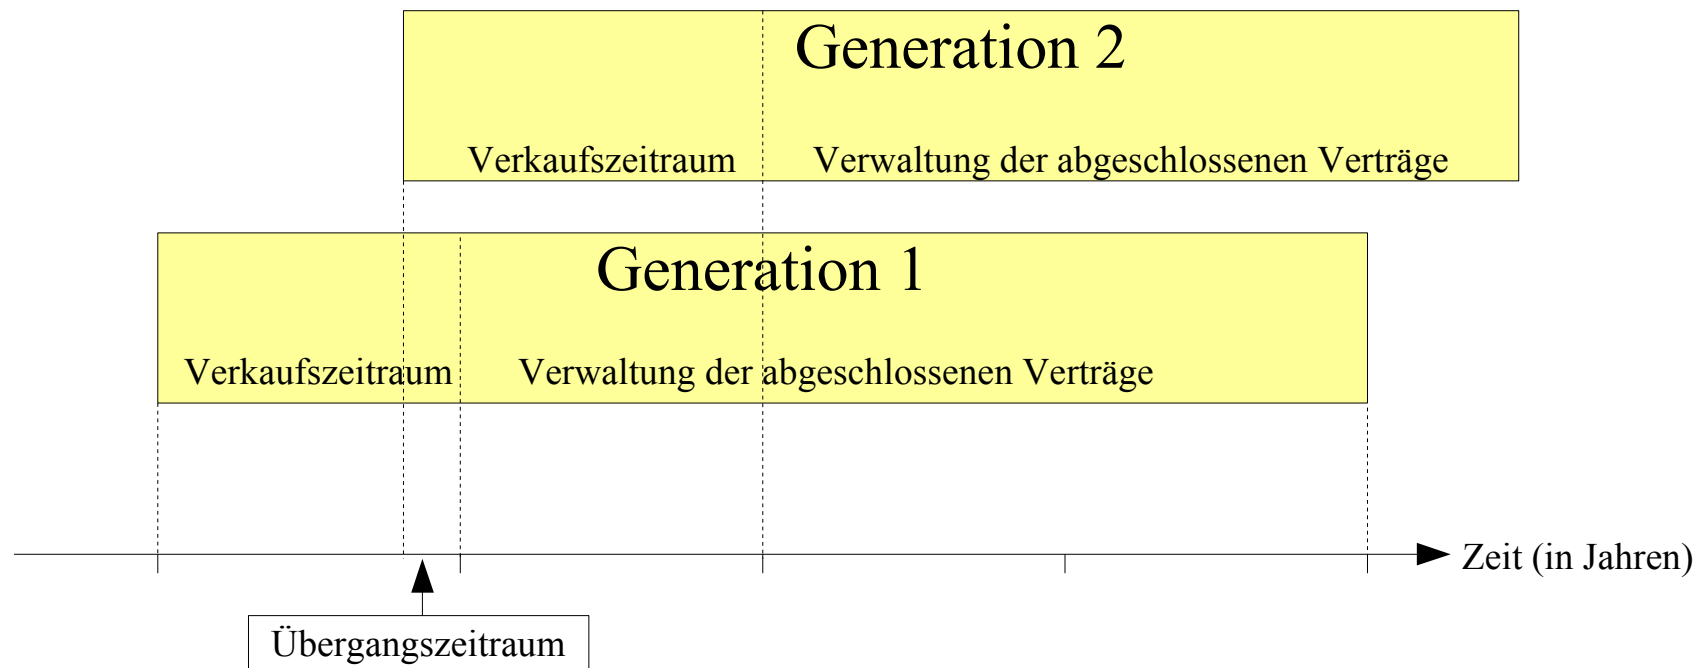 Generation 2
Verkaufszeitraum
Verwaltung der abgeschlossenen Verträge
Generation 1
Verkaufszeitraum
Verwaltung der abgeschlossenen Verträge
Zeit (in Jahren)
Übergangszeitraum